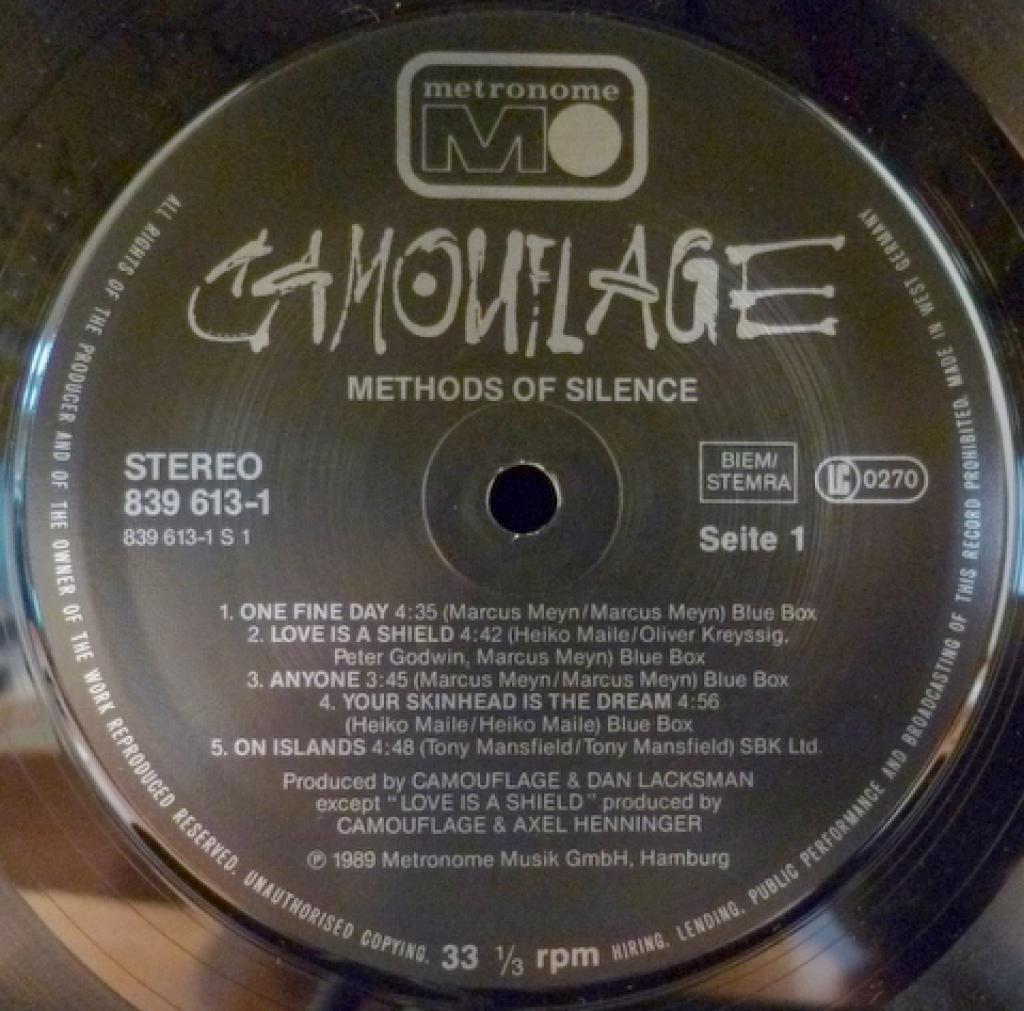 metronome
MO
CAMOUFLAGE
METHODS OF SILENCE
STEREO
839 613-1
839 613-1 S 1
BIEM/
STEMRA
LC 0270
Seite 1
1. ONE FINE DAY 4:35 (Marcus Meyn/Marcus Meyn) Blue Box
2. LOVE IS A SHIELD 4:42 (Heiko Maile/Oliver Kreyssig,
Peter Godwin, Marcus Meyn) Blue Box
3. ANYONE 3:45 (Marcus Meyn/Marcus Meyn) Blue Box
4. YOUR SKINHEAD IS THE DREAM 4:56
(Heiko Maile/Heiko Maile) Blue Box
5. ON ISLANDS 4:48 (Tony Mansfield/Tony Mansfield) SBK Ltd.
Produced by CAMOUFLAGE & DAN LACKSMAN
except "LOVE IS A SHIELD" produced by
CAMOUFLAGE & AXEL HENNINGER
℗ 1989 Metronome Musik GmbH, Hamburg
33 ⅓ rpm
ALL RIGHTS OF THE PRODUCER AND OF THE OWNER OF THE WORK REPRODUCED RESERVED. UNAUTHORISED COPYING, HIRING, LENDING, PUBLIC PERFORMANCE AND BROADCASTING OF THIS RECORD PROHIBITED. MADE IN WEST GERMANY